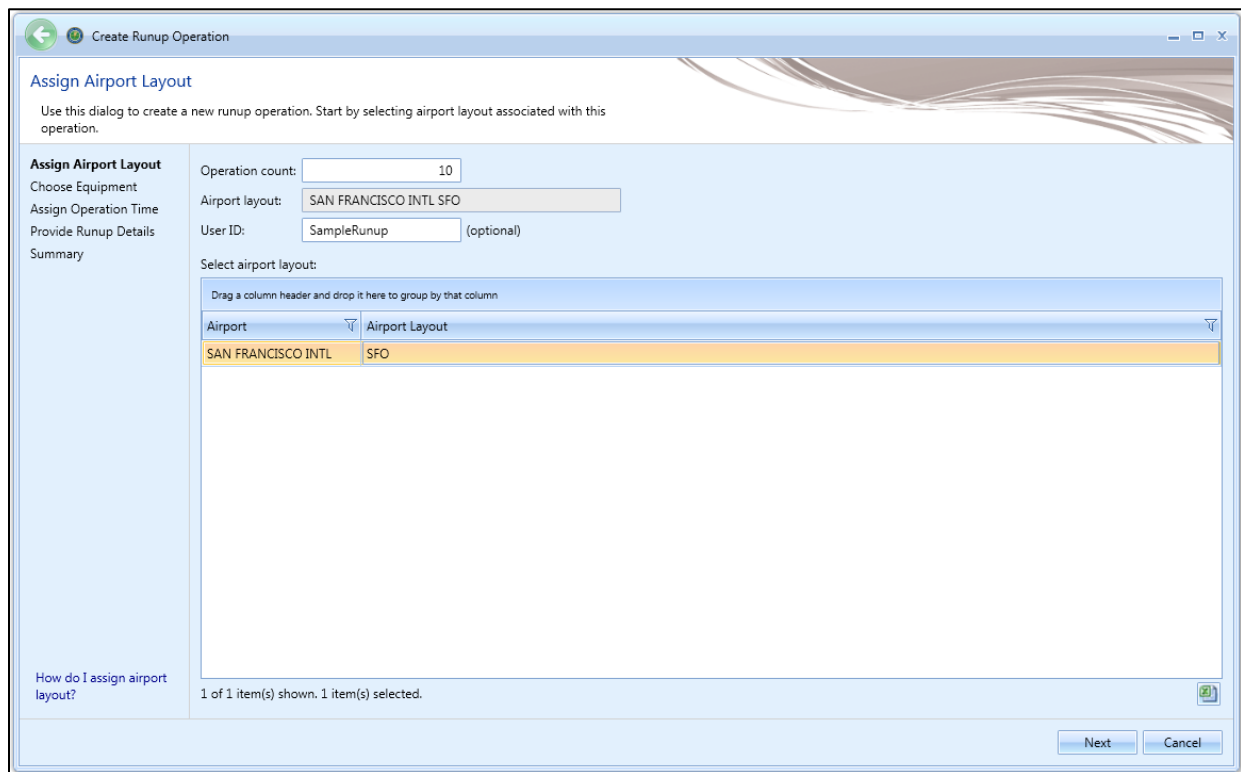 Create Runup Operation
Assign Airport Layout
Use this dialog to create a new runup operation. Start by selecting airport layout associated with this
operation.
Assign Airport Layout
Choose Equipment
Assign Operation Time
Provide Runup Details
Summary
Operation count: 10
Airport layout: SAN FRANCISCO INTL SFO
User ID: SampleRunup (optional)
Select airport layout:
Drag a column header and drop it here to group by that column
Airport Airport Layout
SAN FRANCISCO INTL SFO
How do I assign airport
layout?
1 of 1 item(s) shown. 1 item(s) selected.
Next Cancel